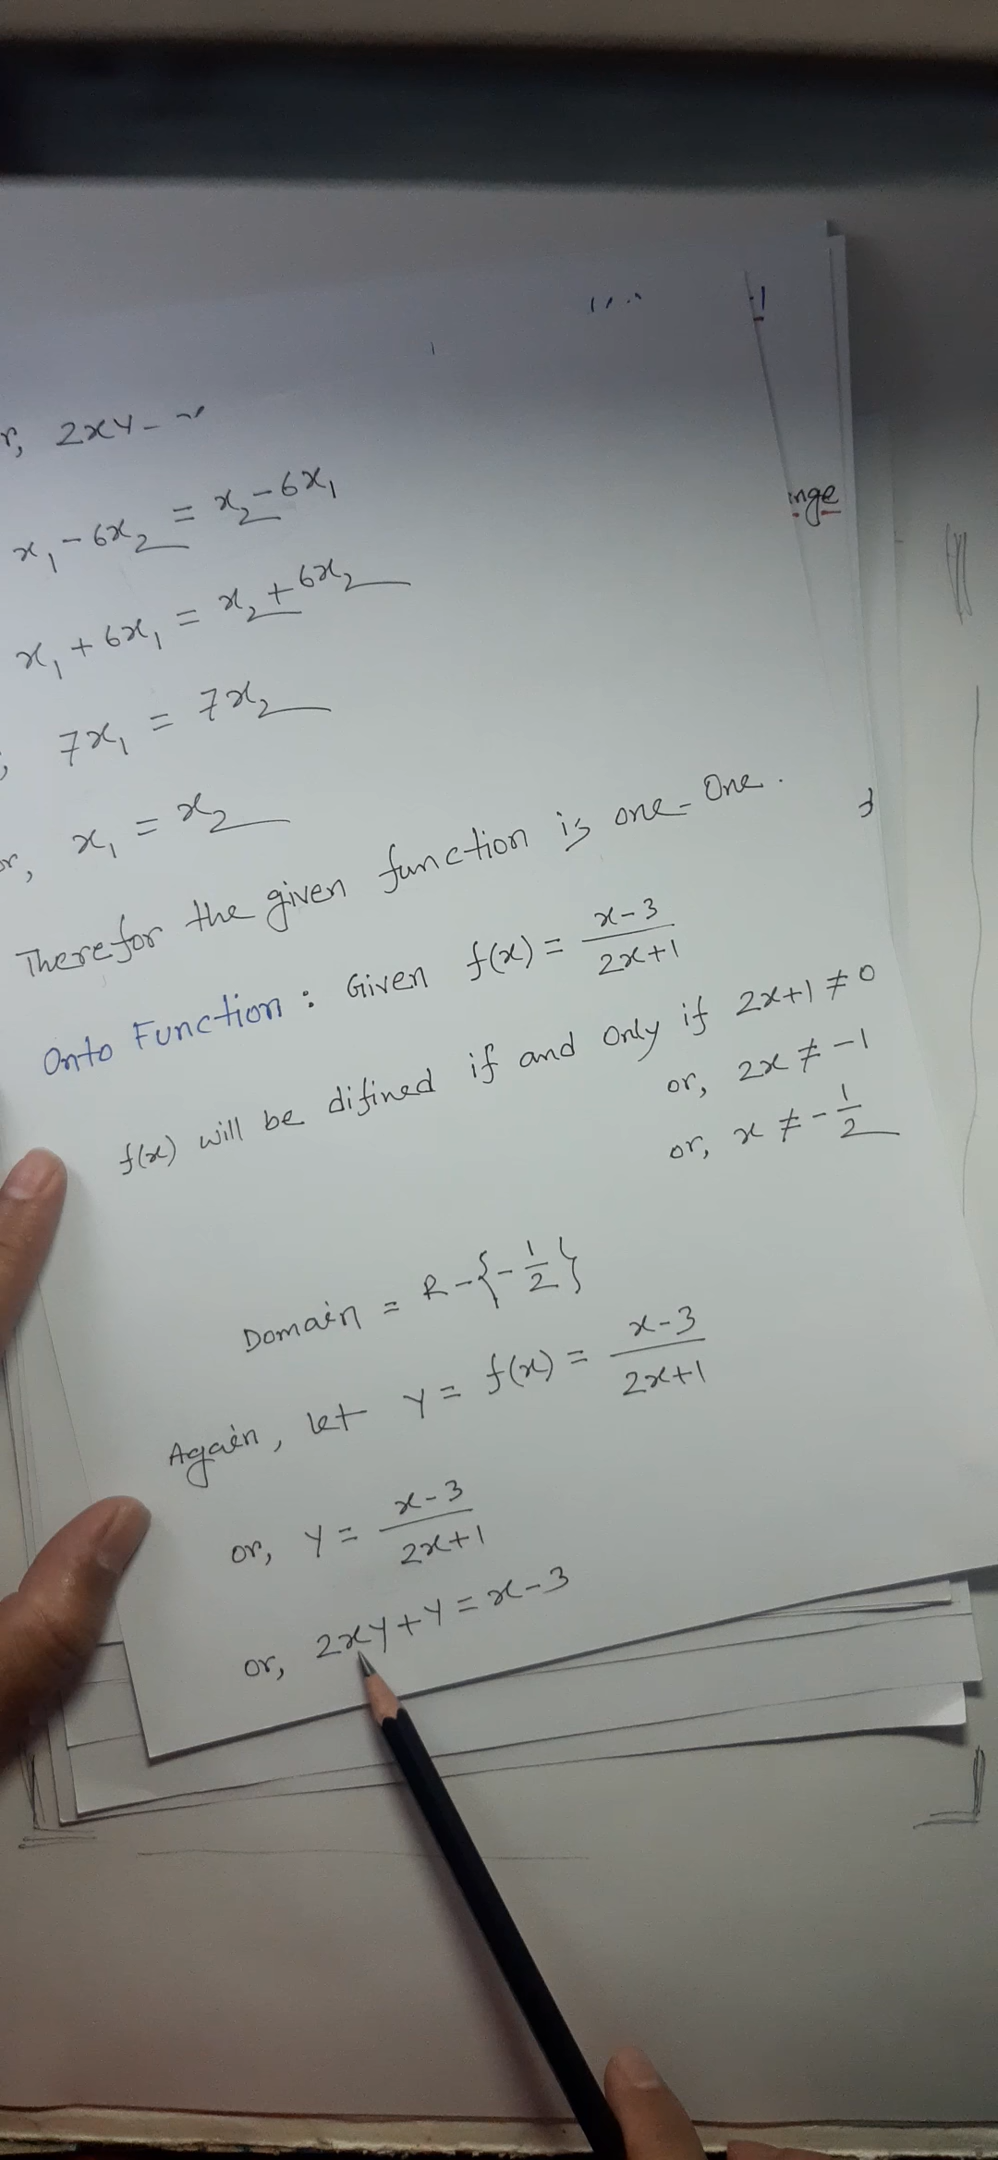 2xy-
inge
x₁-6x₂ = x₂-6x₁
x₁+6x₁ = x₂+6x₂
7x₁ = 7x₂
or, x₁ = x₂
Therefor the given function is one-One.
Onto Function: Given f(x) = (x-3)/(2x+1)
f(x) will be difined if and Only if 2x+1≠0
or, 2x≠-1
or, x≠-1/2
Domain = R-{-1/2}
Again, let y = f(x) = (x-3)/(2x+1)
or, y = (x-3)/(2x+1)
or, 2xy+y=x-3